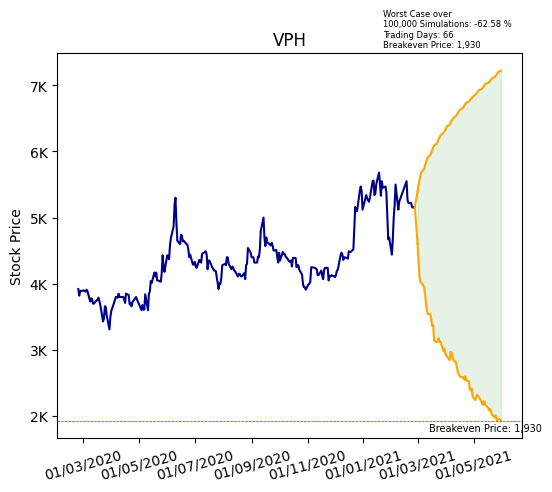 Worst Case over
100,000 Simulations: -62.58 %
Trading Days: 66
Breakeven Price: 1,930
VPH
Stock Price
7K
6K
5K
4K
3K
2K
Breakeven Price: 1,930
01/03/2020
01/05/2020
01/07/2020
01/09/2020
01/11/2020
01/01/2021
01/03/2021
01/05/2021